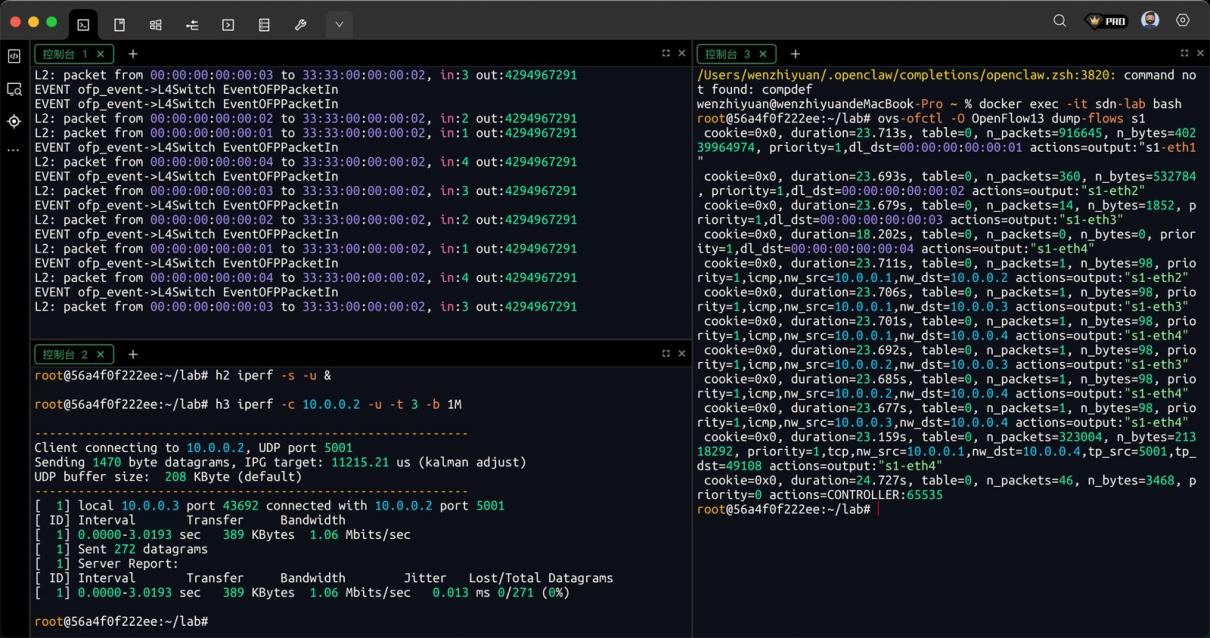 PRO
控制台 1 × +
L2: packet from 00:00:00:00:00:03 to 33:33:00:00:00:02, in:3 out:4294967291
EVENT ofp_event->L4Switch EventOFPPacketIn
EVENT ofp_event->L4Switch EventOFPPacketIn
L2: packet from 00:00:00:00:00:02 to 33:33:00:00:00:02, in:2 out:4294967291
L2: packet from 00:00:00:00:00:01 to 33:33:00:00:00:02, in:1 out:4294967291
EVENT ofp_event->L4Switch EventOFPPacketIn
L2: packet from 00:00:00:00:00:04 to 33:33:00:00:00:02, in:4 out:4294967291
EVENT ofp_event->L4Switch EventOFPPacketIn
L2: packet from 00:00:00:00:00:03 to 33:33:00:00:00:02, in:3 out:4294967291
EVENT ofp_event->L4Switch EventOFPPacketIn
L2: packet from 00:00:00:00:00:02 to 33:33:00:00:00:02, in:2 out:4294967291
EVENT ofp_event->L4Switch EventOFPPacketIn
L2: packet from 00:00:00:00:00:01 to 33:33:00:00:00:02, in:1 out:4294967291
EVENT ofp_event->L4Switch EventOFPPacketIn
L2: packet from 00:00:00:00:00:04 to 33:33:00:00:00:02, in:4 out:4294967291
EVENT ofp_event->L4Switch EventOFPPacketIn
L2: packet from 00:00:00:00:00:03 to 33:33:00:00:00:02, in:3 out:4294967291
控制台 2 × +
root@56a4f0f222ee:~/lab# h2 iperf -s -u &
root@56a4f0f222ee:~/lab# h3 iperf -c 10.0.0.2 -u -t 3 -b 1M
------------------------------------------------------------
Client connecting to 10.0.0.2, UDP port 5001
Sending 1470 byte datagrams, IPG target: 11215.21 us (kalman adjust)
UDP buffer size:  208 KByte (default)
------------------------------------------------------------
[  1] local 10.0.0.3 port 43692 connected with 10.0.0.2 port 5001
[ ID] Interval       Transfer     Bandwidth
[  1] 0.0000-3.0193 sec   389 KBytes  1.06 Mbits/sec
[  1] Sent 272 datagrams
[  1] Server Report:
[ ID] Interval       Transfer     Bandwidth        Jitter   Lost/Total Datagrams
[  1] 0.0000-3.0193 sec   389 KBytes  1.06 Mbits/sec   0.013 ms 0/271 (0%)
root@56a4f0f222ee:~/lab#
控制台 3 × +
/Users/wenzhiyuan/.openclaw/completions/openclaw.zsh:3820: command no
t found: compdef
wenzhiyuan@wenzhiyuandeMacBook-Pro ~ % docker exec -it sdn-lab bash
root@56a4f0f222ee:~/lab# ovs-ofctl -O OpenFlow13 dump-flows s1
 cookie=0x0, duration=23.713s, table=0, n_packets=916645, n_bytes=402
39964974, priority=1,dl_dst=00:00:00:00:00:01 actions=output:"s1-eth1
"
 cookie=0x0, duration=23.693s, table=0, n_packets=360, n_bytes=532784
, priority=1,dl_dst=00:00:00:00:00:02 actions=output:"s1-eth2"
 cookie=0x0, duration=23.679s, table=0, n_packets=14, n_bytes=1852, p
riority=1,dl_dst=00:00:00:00:00:03 actions=output:"s1-eth3"
 cookie=0x0, duration=18.202s, table=0, n_packets=0, n_bytes=0, prior
ity=1,dl_dst=00:00:00:00:00:04 actions=output:"s1-eth4"
 cookie=0x0, duration=23.711s, table=0, n_packets=1, n_bytes=98, prio
rity=1,icmp,nw_src=10.0.0.1,nw_dst=10.0.0.2 actions=output:"s1-eth2"
 cookie=0x0, duration=23.706s, table=0, n_packets=1, n_bytes=98, prio
rity=1,icmp,nw_src=10.0.0.1,nw_dst=10.0.0.3 actions=output:"s1-eth3"
 cookie=0x0, duration=23.701s, table=0, n_packets=1, n_bytes=98, prio
rity=1,icmp,nw_src=10.0.0.1,nw_dst=10.0.0.4 actions=output:"s1-eth4"
 cookie=0x0, duration=23.692s, table=0, n_packets=1, n_bytes=98, prio
rity=1,icmp,nw_src=10.0.0.2,nw_dst=10.0.0.3 actions=output:"s1-eth3"
 cookie=0x0, duration=23.685s, table=0, n_packets=1, n_bytes=98, prio
rity=1,icmp,nw_src=10.0.0.2,nw_dst=10.0.0.4 actions=output:"s1-eth4"
 cookie=0x0, duration=23.677s, table=0, n_packets=1, n_bytes=98, prio
rity=1,icmp,nw_src=10.0.0.3,nw_dst=10.0.0.4 actions=output:"s1-eth4"
 cookie=0x0, duration=23.159s, table=0, n_packets=323004, n_bytes=213
18292, priority=1,tcp,nw_src=10.0.0.1,nw_dst=10.0.0.4,tp_src=5001,tp_
dst=49108 actions=output:"s1-eth4"
 cookie=0x0, duration=24.727s, table=0, n_packets=46, n_bytes=3468, p
riority=0 actions=CONTROLLER:65535
root@56a4f0f222ee:~/lab#